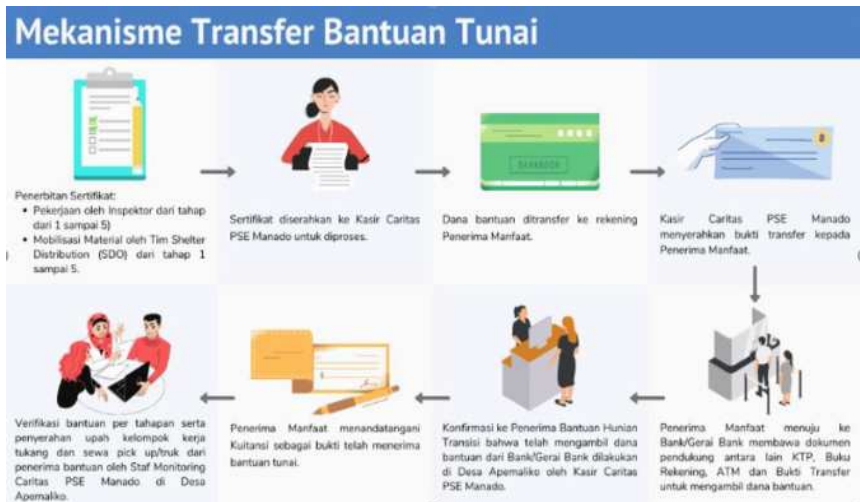 Mekanisme Transfer Bantuan Tunai
Penerbitan Sertifikat:
• Pekerjaan oleh Inspektor dari tahap
dari 1 sampai 5)
• Mobilisasi Material oleh Tim Shelter
Distribution (SDO) dari tahap 1
sampai 5.
Sertifikat diserahkan ke Kasir Caritas
PSE Manado untuk diproses.
BANKBOOK
Dana bantuan ditransfer ke rekening
Penerima Manfaat.
Kasir Caritas PSE Manado
menyerahkan bukti transfer kepada
Penerima Manfaat.
Penerima Manfaat menuju ke
Bank/Gerai Bank membawa dokumen
pendukung antara lain KTP, Buku
Rekening, ATM dan Bukti Transfer
untuk mengambil dana bantuan.
Konfirmasi ke Penerima Bantuan Hunian
Transisi bahwa telah mengambil dana
bantuan dari Bank/Gerai Bank dilakukan
di Desa Apemaliko oleh Kasir Caritas
PSE Manado.
Penerima Manfaat menandatangani
Kuitansi sebagai bukti telah menerima
bantuan tunai.
Verifikasi bantuan per tahapan serta
penyerahan upah kelompok kerja
tukang dan sewa pick up/truk dari
penerima bantuan oleh Staf Monitoring
Caritas PSE Manado di Desa
Apemaliko.